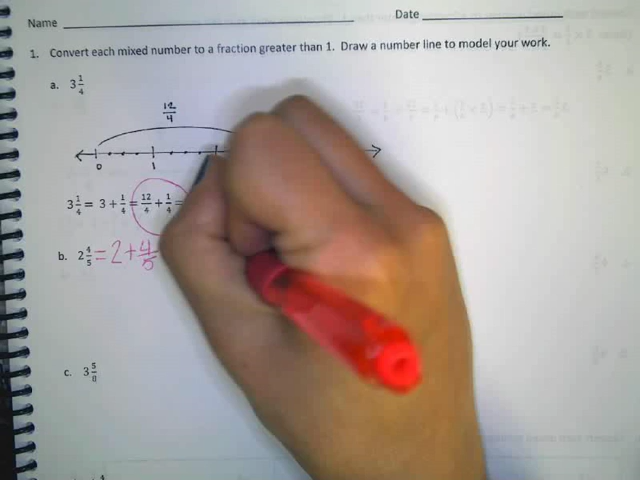 Name Date
1. Convert each mixed number to a fraction greater than 1. Draw a number line to model your work.
a. 3 1/4
12/4
0 1
3 1/4 = 3 + 1/4 = 12/4 + 1/4 =
b. 2 4/5 = 2 + 4/5
c. 3 5/8